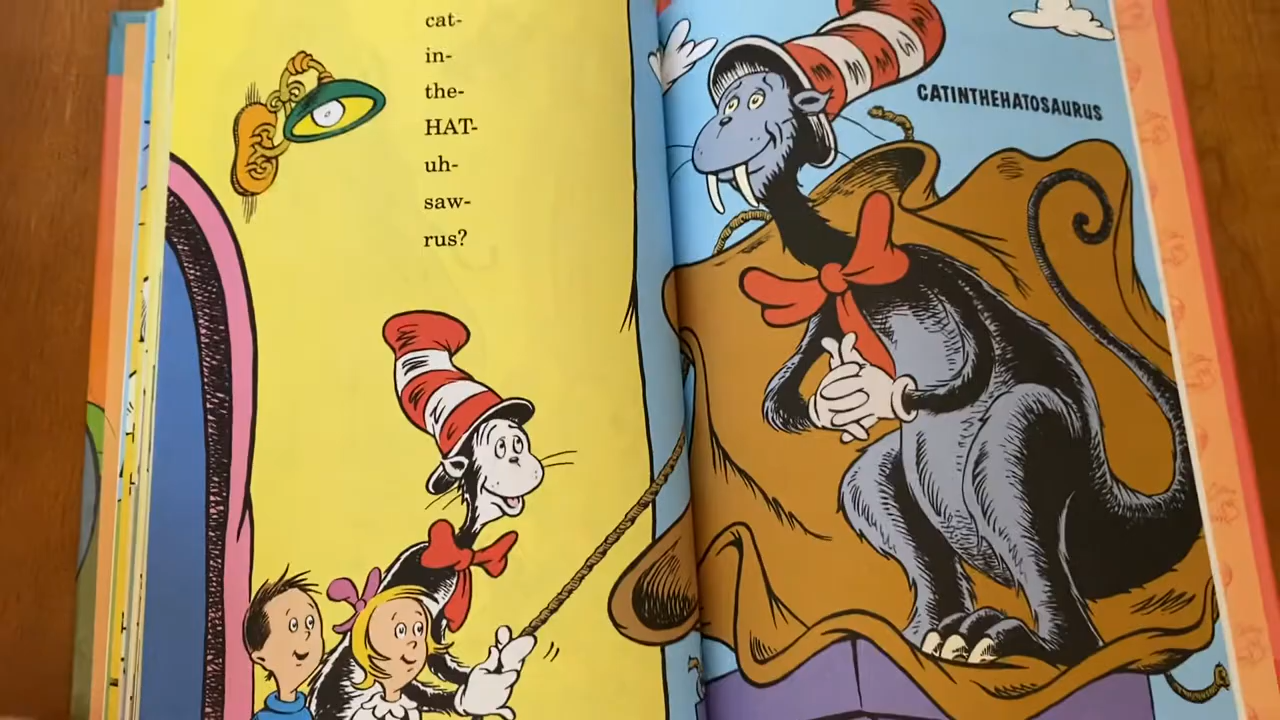 cat-
in-
the-
HAT-
uh-
saw-
rus?
CATINTHEHATOSAURUS